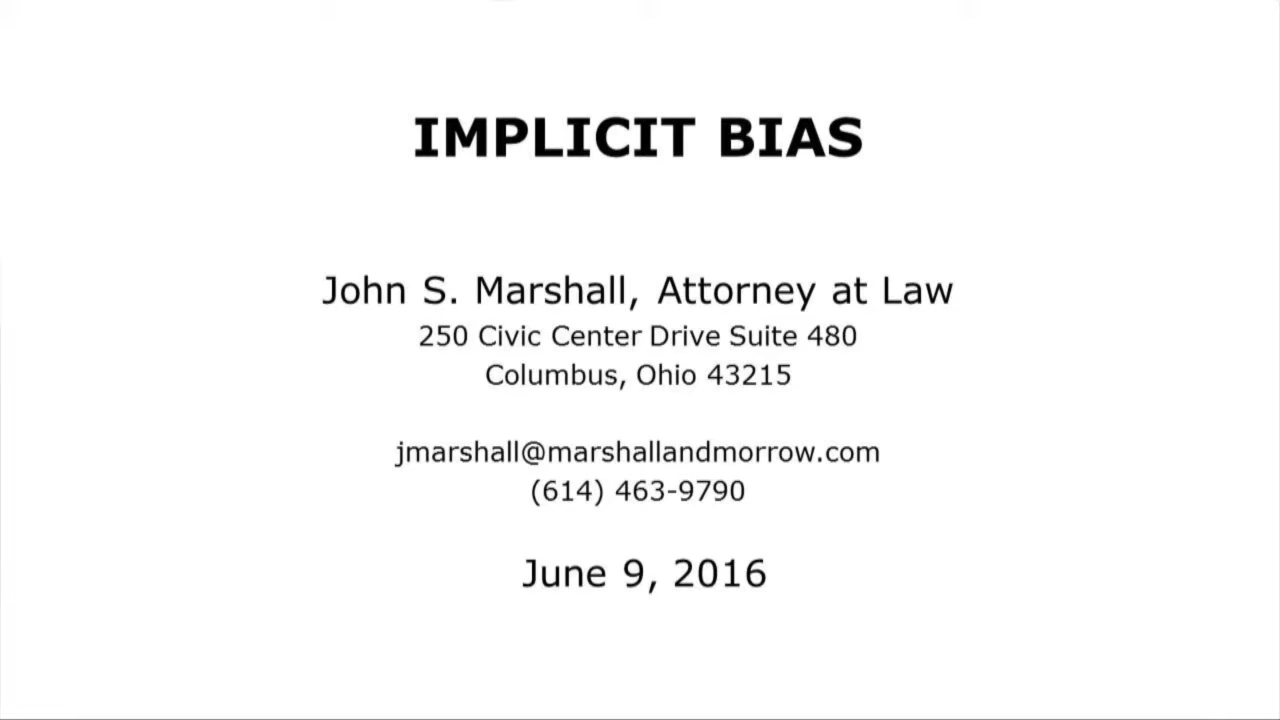 IMPLICIT BIAS
John S. Marshall, Attorney at Law
250 Civic Center Drive Suite 480
Columbus, Ohio 43215
jmarshall@marshallandmorrow.com
(614) 463-9790
June 9, 2016